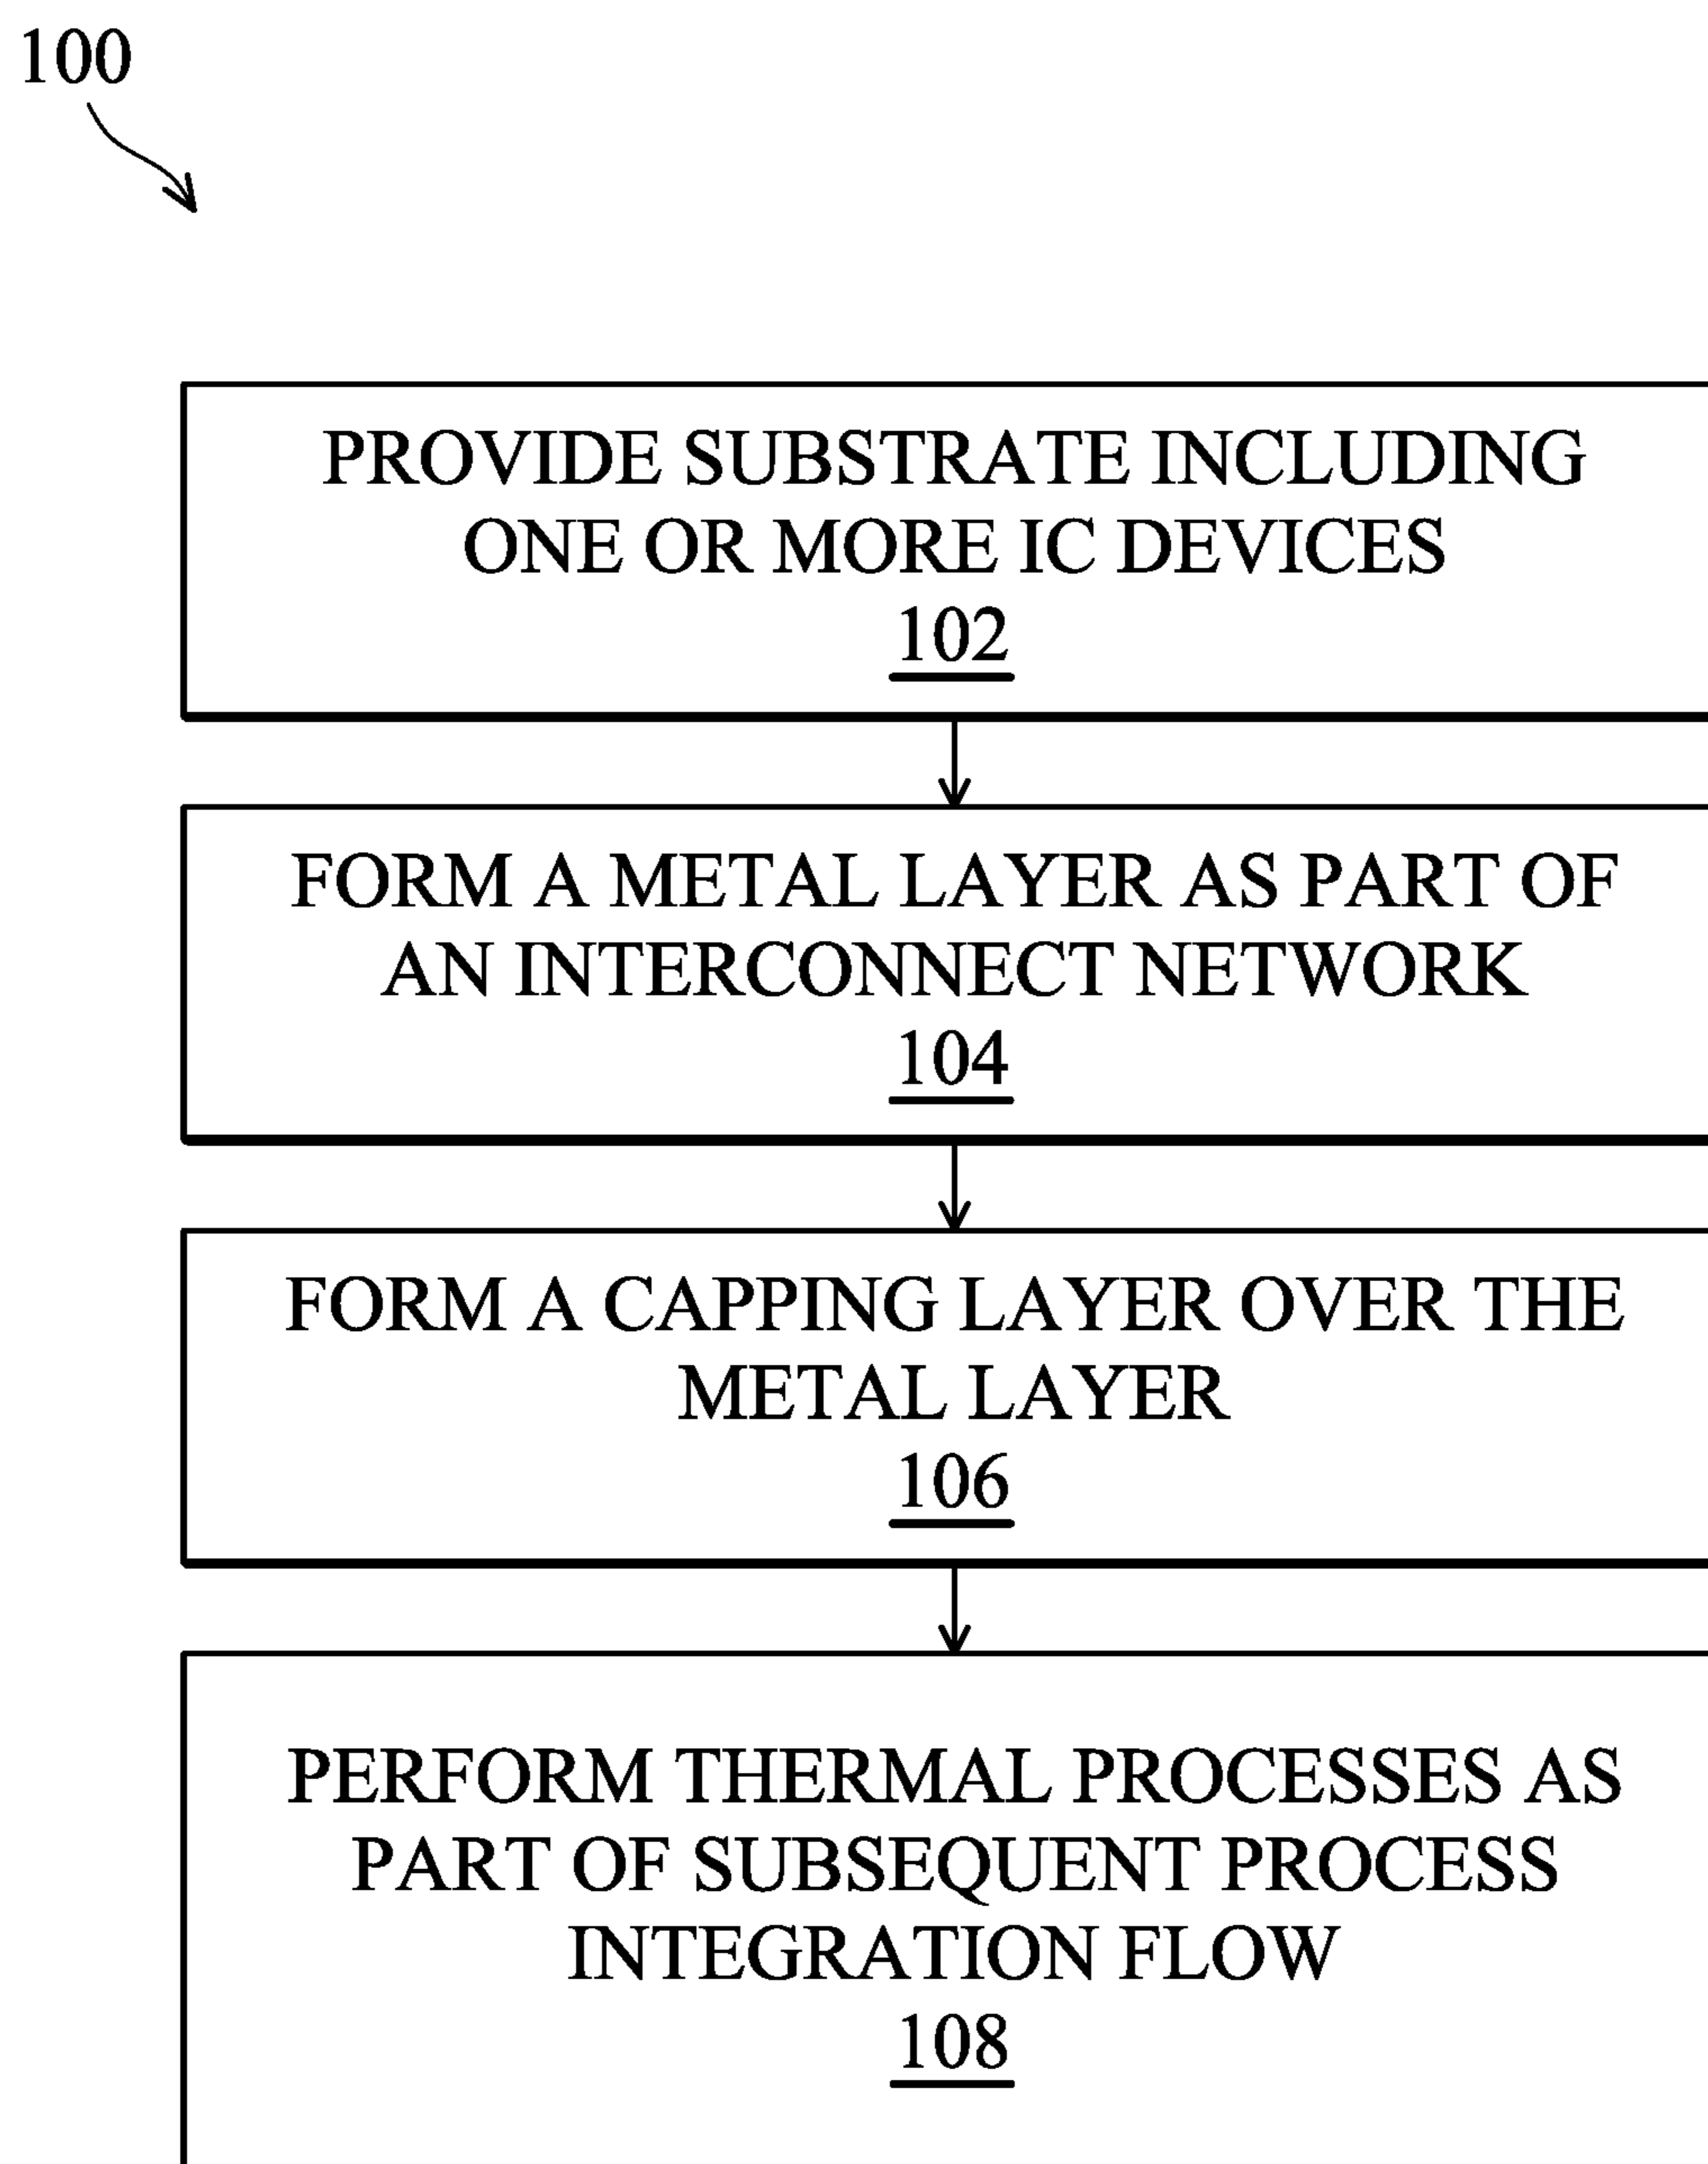 100
PROVIDE SUBSTRATE INCLUDING
ONE OR MORE IC DEVICES
102
FORM A METAL LAYER AS PART OF
AN INTERCONNECT NETWORK
104
FORM A CAPPING LAYER OVER THE
METAL LAYER
106
PERFORM THERMAL PROCESSES AS
PART OF SUBSEQUENT PROCESS
INTEGRATION FLOW
108